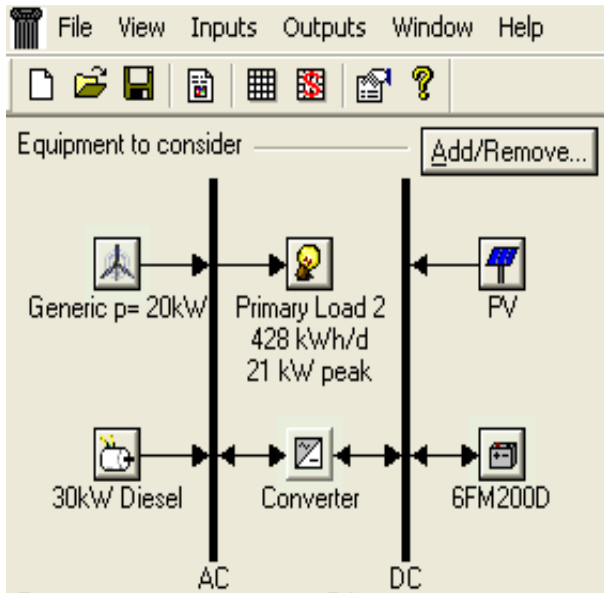 File View Inputs Outputs Window Help
Equipment to consider
Add/Remove...
Generic p= 20kW
Primary Load 2
428 kWh/d
21 kW peak
PV
30kW Diesel
Converter
6FM200D
AC
DC